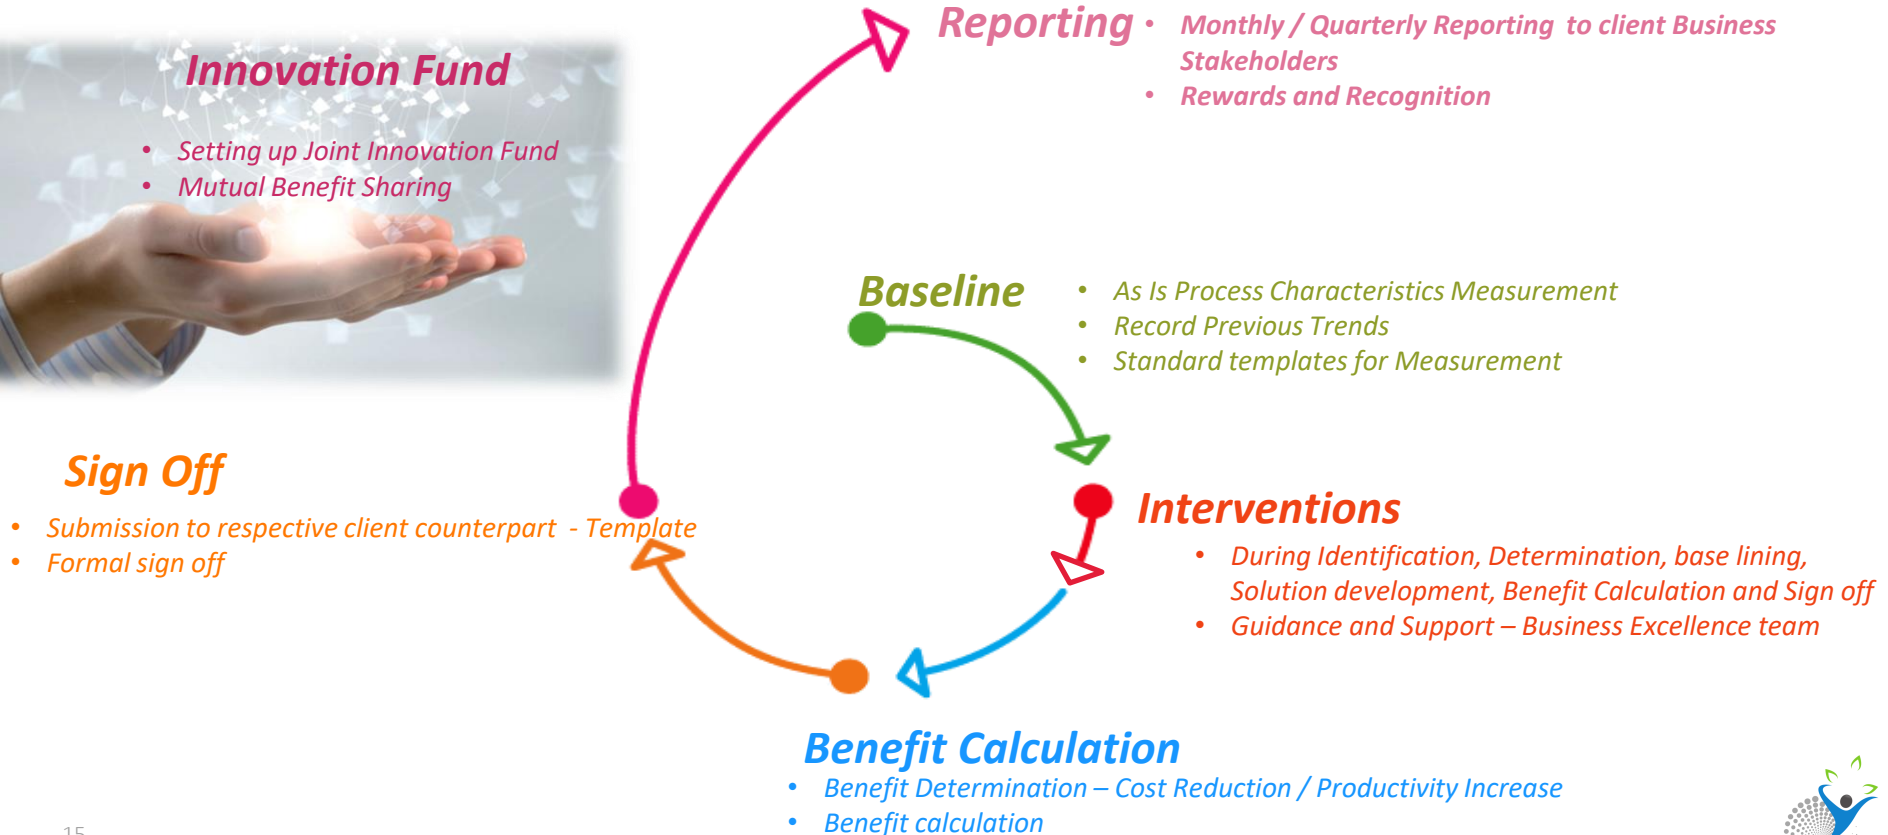 Innovation Fund
• Setting up Joint Innovation Fund
• Mutual Benefit Sharing
Reporting
• Monthly / Quarterly Reporting to client Business
Stakeholders
• Rewards and Recognition
Baseline
• As Is Process Characteristics Measurement
• Record Previous Trends
• Standard templates for Measurement
Sign Off
• Submission to respective client counterpart - Template
• Formal sign off
Interventions
• During Identification, Determination, base lining,
Solution development, Benefit Calculation and Sign off
• Guidance and Support – Business Excellence team
Benefit Calculation
• Benefit Determination – Cost Reduction / Productivity Increase
• Benefit calculation
15